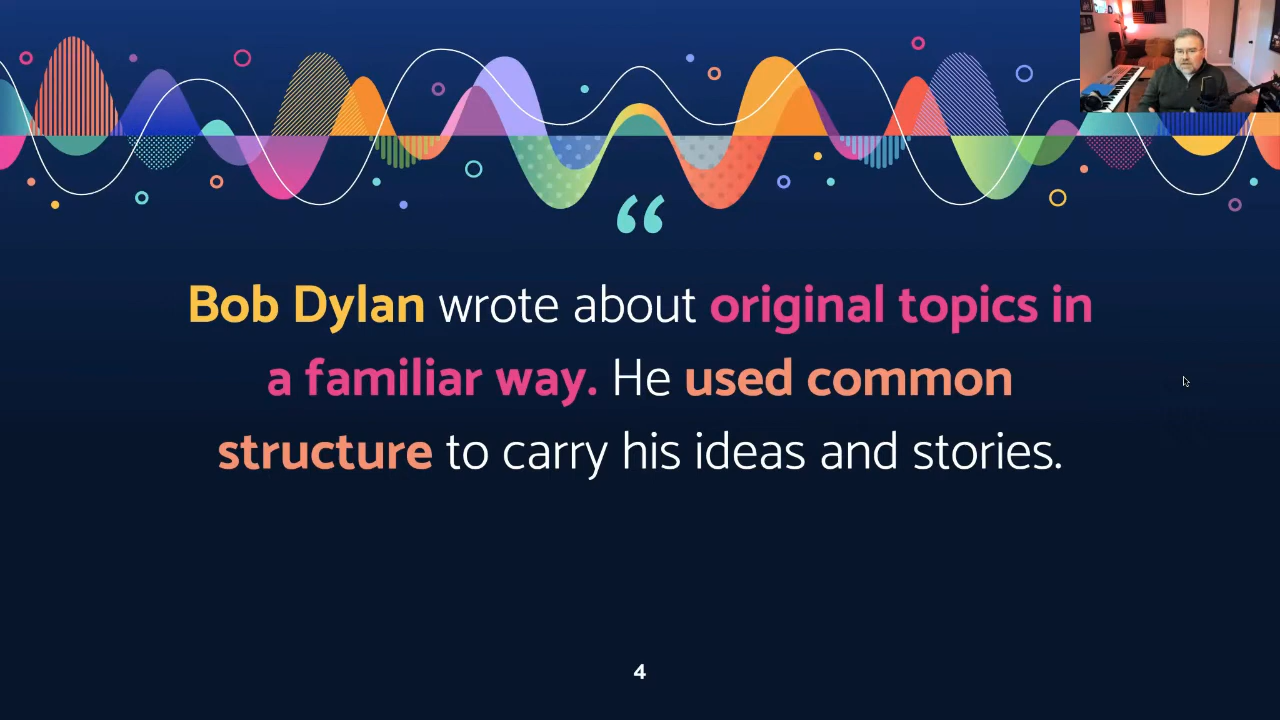 “
Bob Dylan wrote about original topics in
a familiar way. He used common
structure to carry his ideas and stories.
4